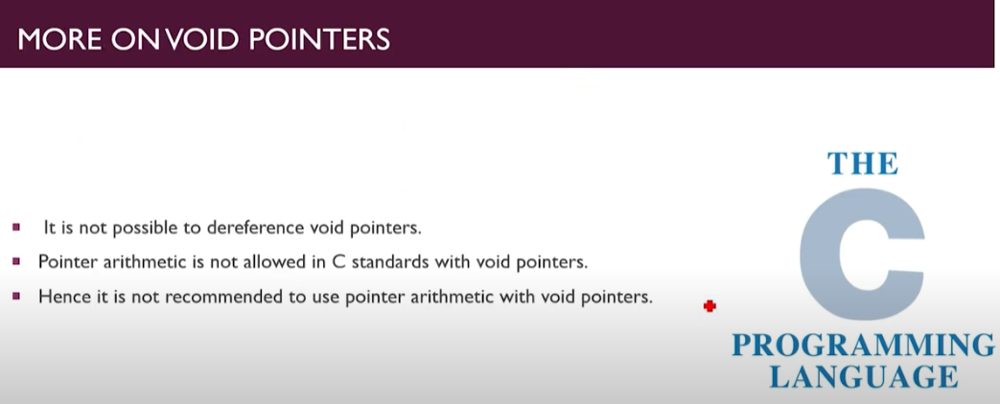 MORE ON VOID POINTERS
It is not possible to dereference void pointers.
Pointer arithmetic is not allowed in C standards with void pointers.
Hence it is not recommended to use pointer arithmetic with void pointers.
THE
C
PROGRAMMING
LANGUAGE